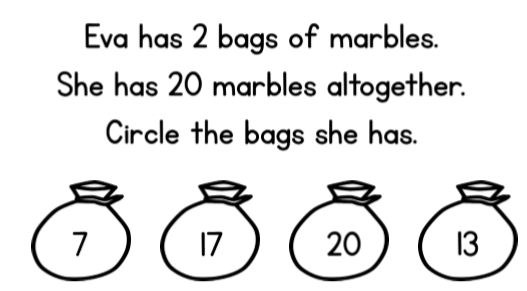 Eva has 2 bags of marbles.
She has 20 marbles altogether.
Circle the bags she has.
7 17 20 13